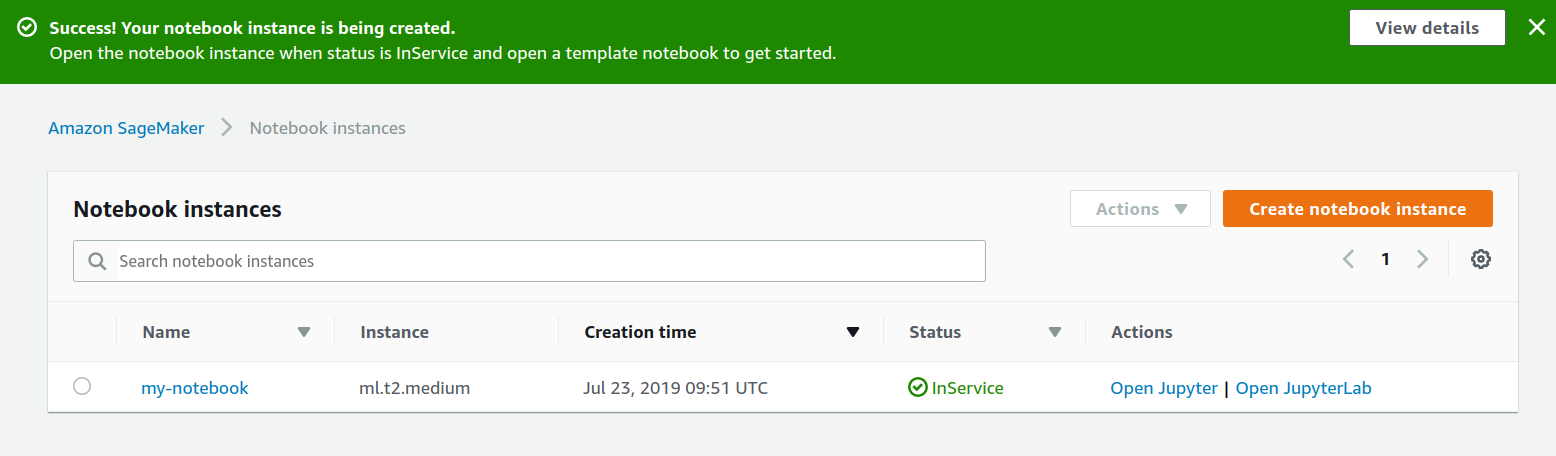 Success! Your notebook instance is being created.
View details
Open the notebook instance when status is InService and open a template notebook to get started.
Amazon SageMaker Notebook instances
Notebook instances
Actions
Create notebook instance
Search notebook instances
1
Name Instance Creation time Status Actions
my-notebook ml.t2.medium Jul 23, 2019 09:51 UTC InService Open Jupyter | Open JupyterLab